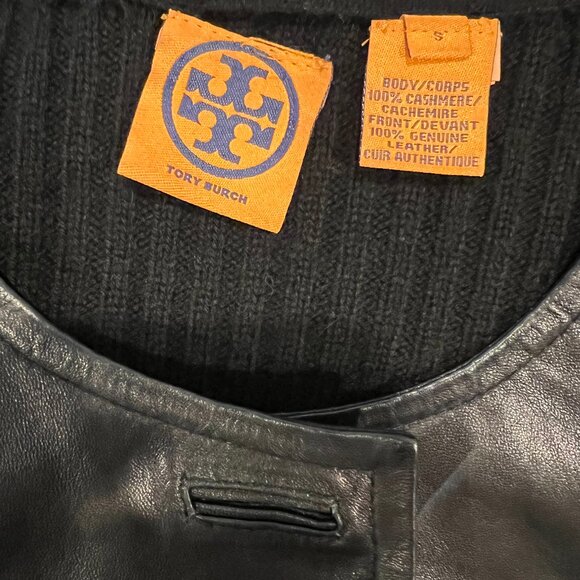 TORY BURCH
S
BODY/CORPS
100% CASHMERE/
CACHEMIRE
FRONT/DEVANT
100% GENUINE
LEATHER/
CUIR AUTHENTIQUE